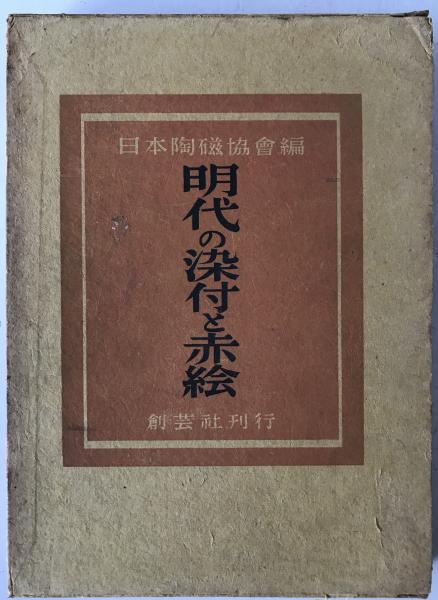 日本陶磁協會編
明代の染付と赤絵
創芸社刊行